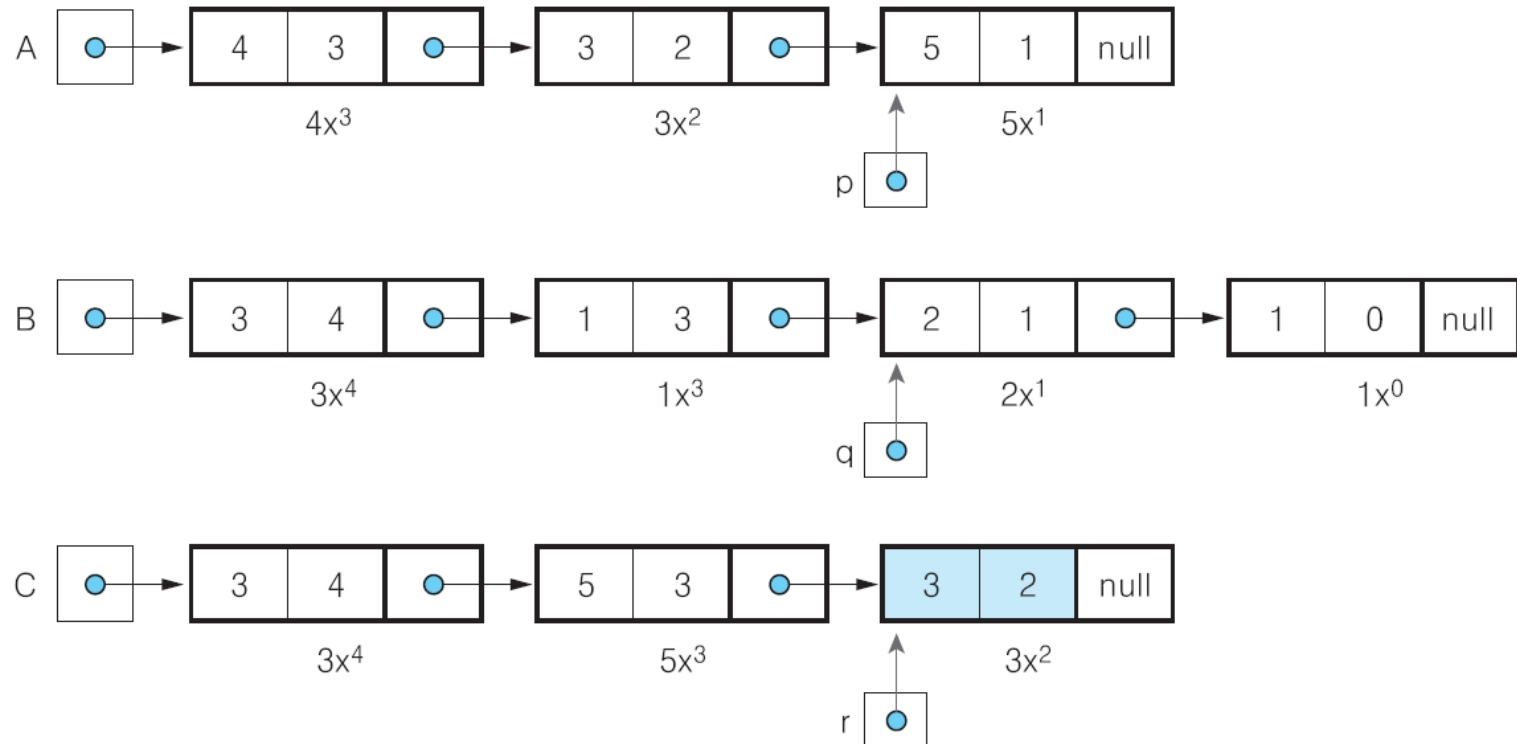 A 4 3 3 2 5 1 null
4x³ 3x² 5x¹
p
B 3 4 1 3 2 1 1 0 null
3x⁴ 1x³ 2x¹ 1x⁰
q
C 3 4 5 3 3 2 null
3x⁴ 5x³ 3x²
r